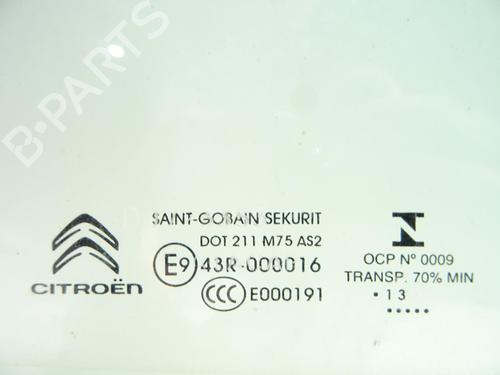 B-PARTS
SAINT-GOBAIN SEKURIT
DOT 211 M75 AS2
E9 43R-000016
CCC E000191
CITROËN
OCP Nº 0009
TRANSP. 70% MIN
• 1 3
•••••